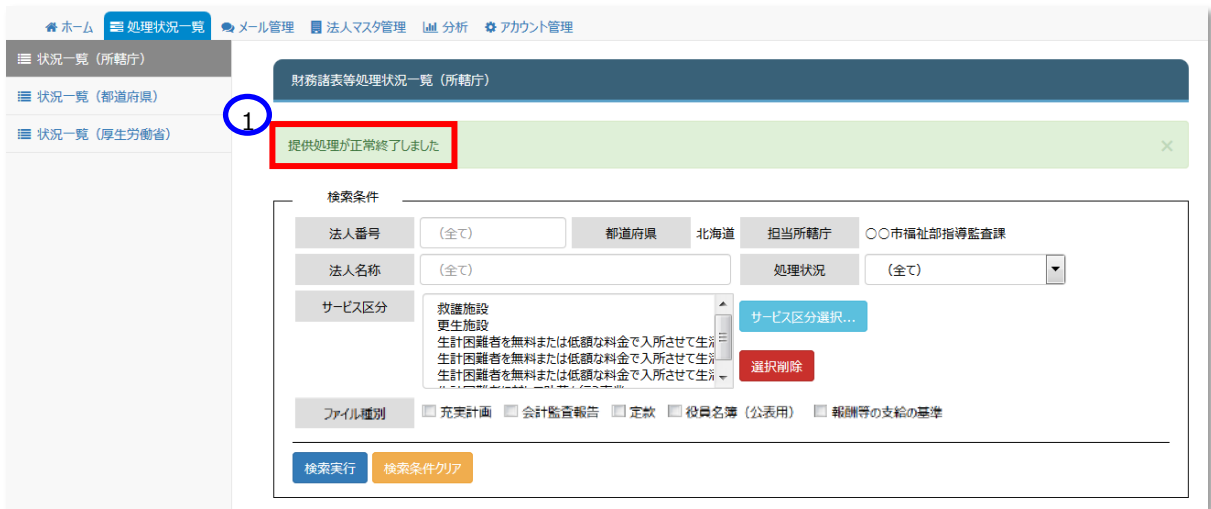 ホーム 処理状況一覧 メール管理 法人マスタ管理 分析 アカウント管理
状況一覧（所轄庁）
状況一覧（都道府県）
状況一覧（厚生労働省）
財務諸表等処理状況一覧（所轄庁）
1
提供処理が正常終了しました ×
検索条件
法人番号 （全て） 都道府県 北海道 担当所轄庁 〇〇市福祉部指導監査課
法人名称 （全て） 処理状況 （全て）
サービス区分
救護施設
更生施設
生計困難者を無料または低額な料金で入所させて生活
生計困難者を無料または低額な料金で入所させて生活
生計困難者を無料または低額な料金で入所させて生活
サービス区分選択...
選択削除
ファイル種別 充実計画 会計監査報告 定款 役員名簿（公表用） 報酬等の支給の基準
検索実行 検索条件クリア